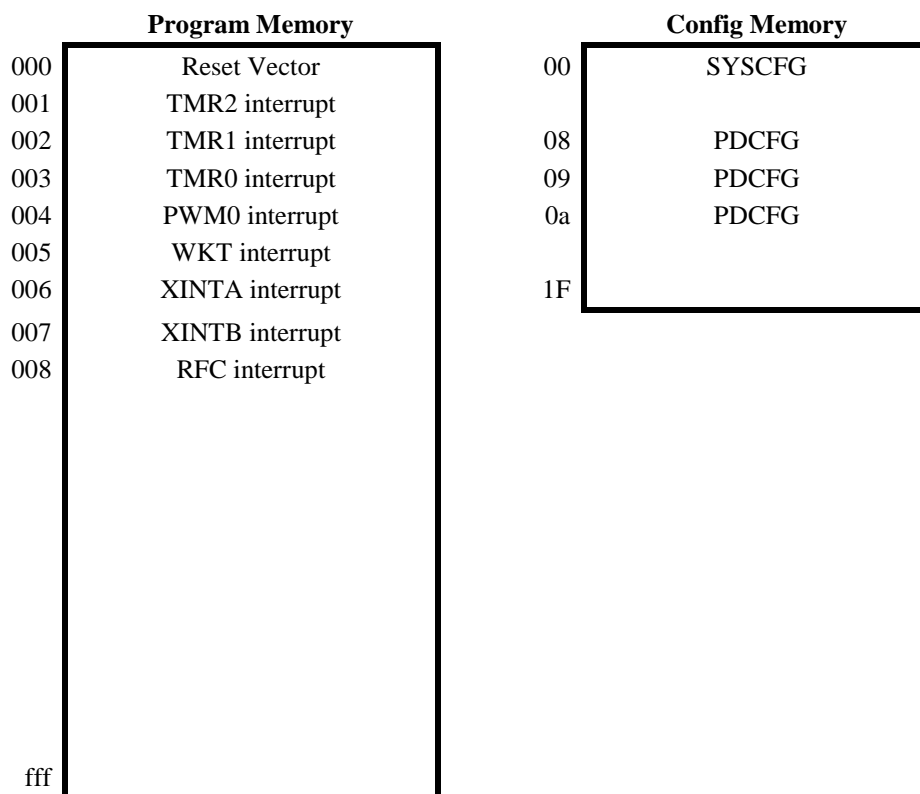 Program Memory Config Memory
000 Reset Vector 00 SYSCFG
001 TMR2 interrupt
002 TMR1 interrupt 08 PDCFG
003 TMR0 interrupt 09 PDCFG
004 PWM0 interrupt 0a PDCFG
005 WKT interrupt
006 XINTA interrupt 1F
007 XINTB interrupt
008 RFC interrupt
fff